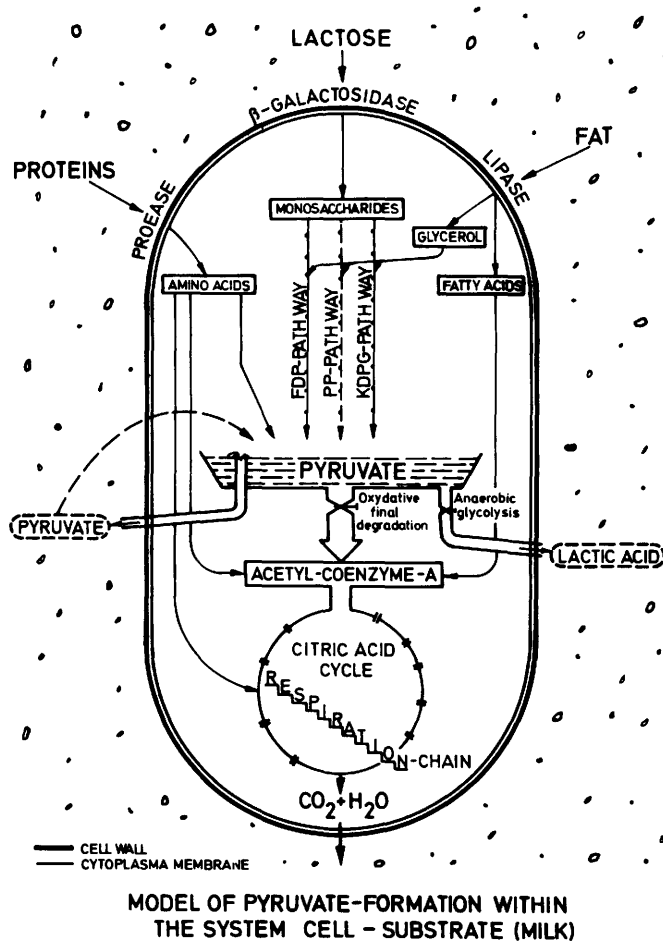 LACTOSE
β-GALACTOSIDASE
PROTEINS
FAT
PROEASE
LIPASE
MONOSACCHARIDES
GLYCEROL
AMINO ACIDS
FATTY ACIDS
FDP-PATH WAY
PP-PATH WAY
KDPG-PATH WAY
PYRUVATE
PYRUVATE
Oxydative
final
degradation
Anaerobic
glycolysis
LACTIC ACID
ACETYL-COENZYME-A
CITRIC ACID
CYCLE
RESPIRATION-CHAIN
CO2+H2O
CELL WALL
CYTOPLASMA MEMBRANE
MODEL OF PYRUVATE-FORMATION WITHIN
THE SYSTEM CELL – SUBSTRATE (MILK)